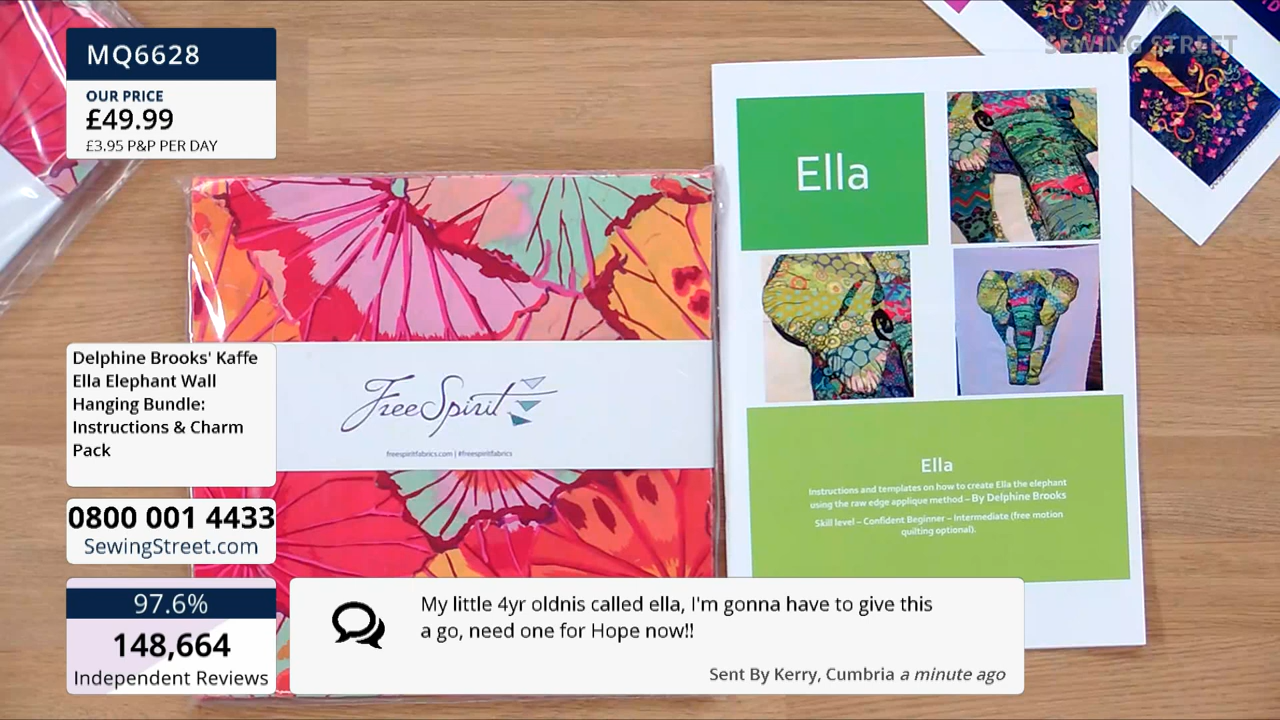 SEWING STREET
MQ6628
OUR PRICE
£49.99
£3.95 P&P PER DAY
Ella
Delphine Brooks' Kaffe
Ella Elephant Wall
Hanging Bundle:
Instructions & Charm
Pack
FreeSpirit
freespiritfabrics.com | #freespiritfabrics
Ella
Instructions and templates on how to create Ella the elephant
using the raw edge applique method – By Delphine Brooks
Skill level – Confident Beginner – Intermediate (free motion
quilting optional).
0800 001 4433
SewingStreet.com
97.6%
148,664
Independent Reviews
My little 4yr oldnis called ella, I'm gonna have to give this
a go, need one for Hope now!!
Sent By Kerry, Cumbria a minute ago